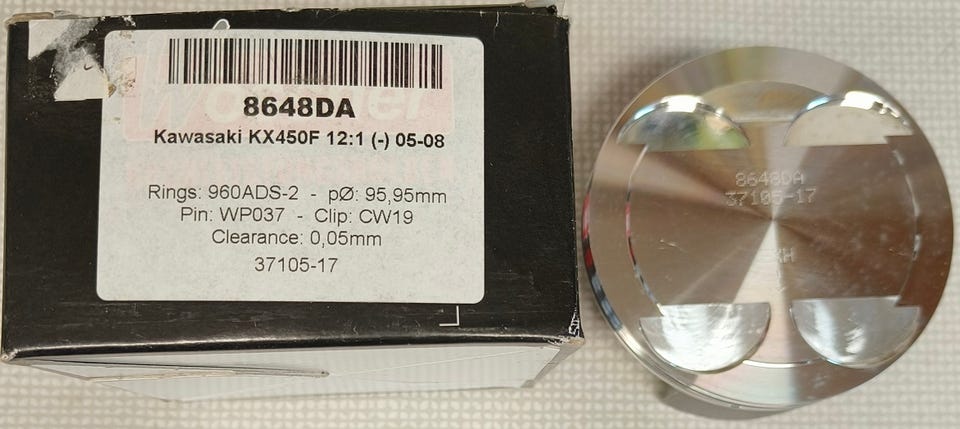 8648DA
Kawasaki KX450F 12:1 (-) 05-08
Rings: 960ADS-2 - pØ: 95,95mm
Pin: WP037 - Clip: CW19
Clearance: 0,05mm
37105-17
8648DA
37105-17